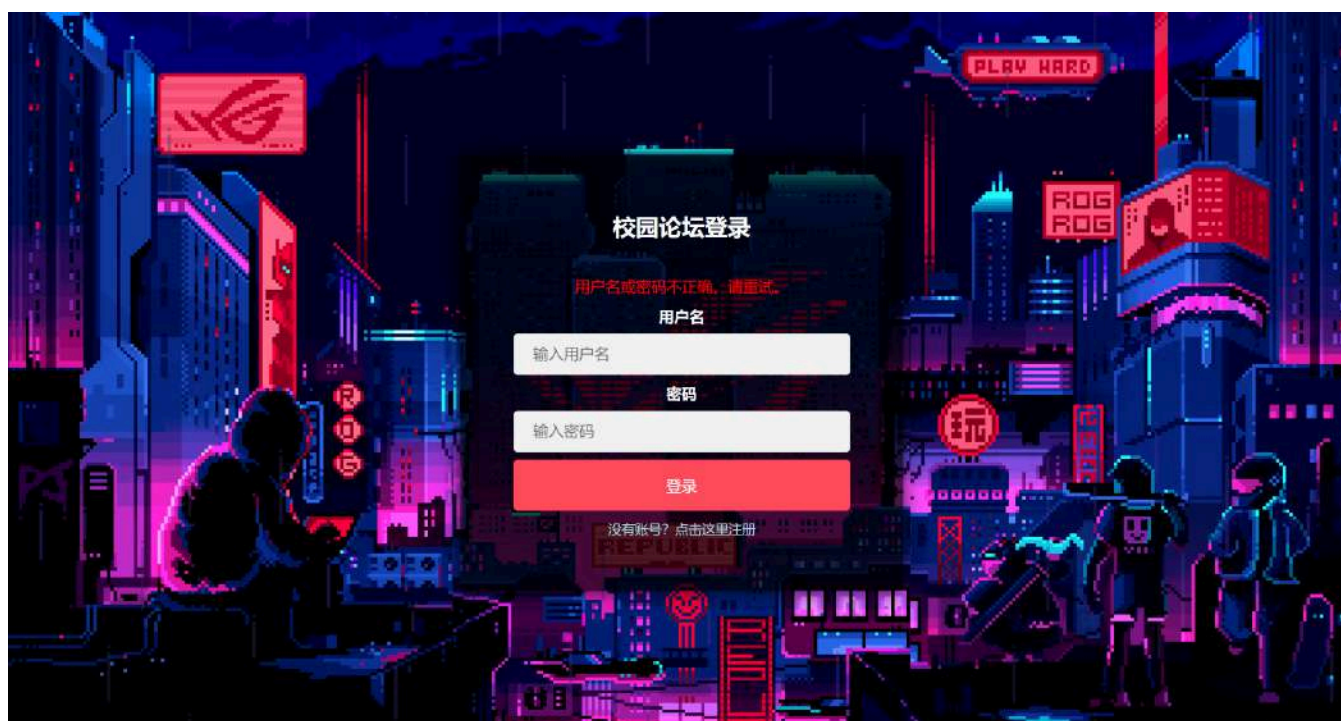 PLAY HARD
ROG
ROG
校园论坛登录
用户名或密码不正确。请重试。
用户名
输入用户名
密码
输入密码
登录
没有账号？点击这里注册
R
O
G
玩
REPUBLIC